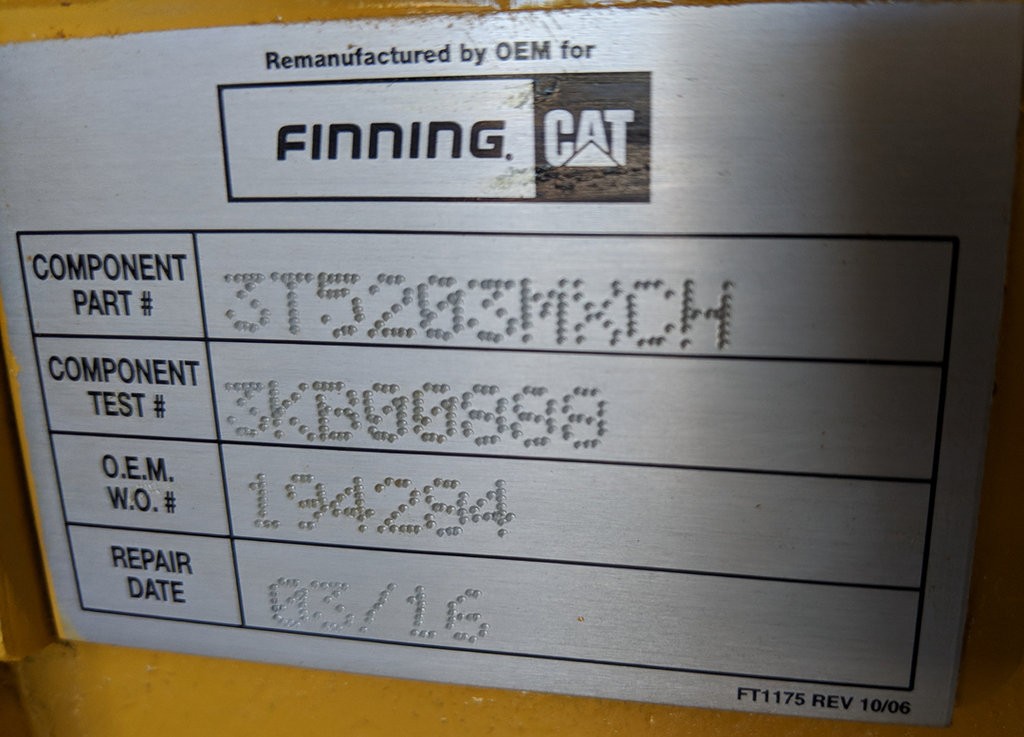 Remanufactured by OEM for
FINNING. CAT
COMPONENT
PART #
3T5203MXCH
COMPONENT
TEST #
O.E.M.
W.O. #
194284
REPAIR
DATE
03/16
FT1175 REV 10/06